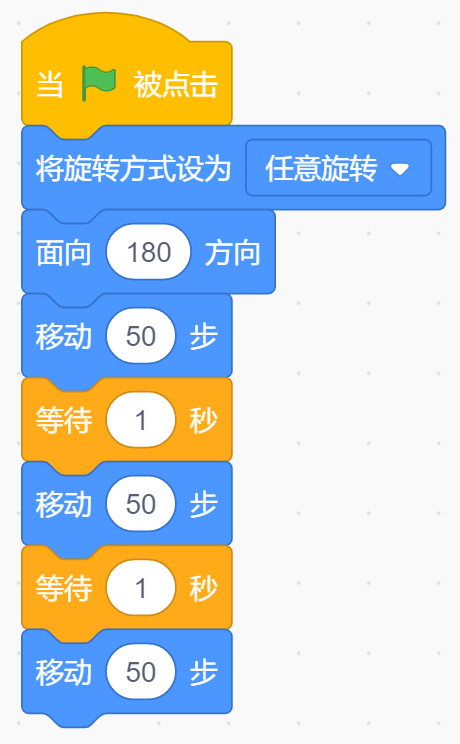 当 被点击
将旋转方式设为 任意旋转
面向 180 方向
移动 50 步
等待 1 秒
移动 50 步
等待 1 秒
移动 50 步